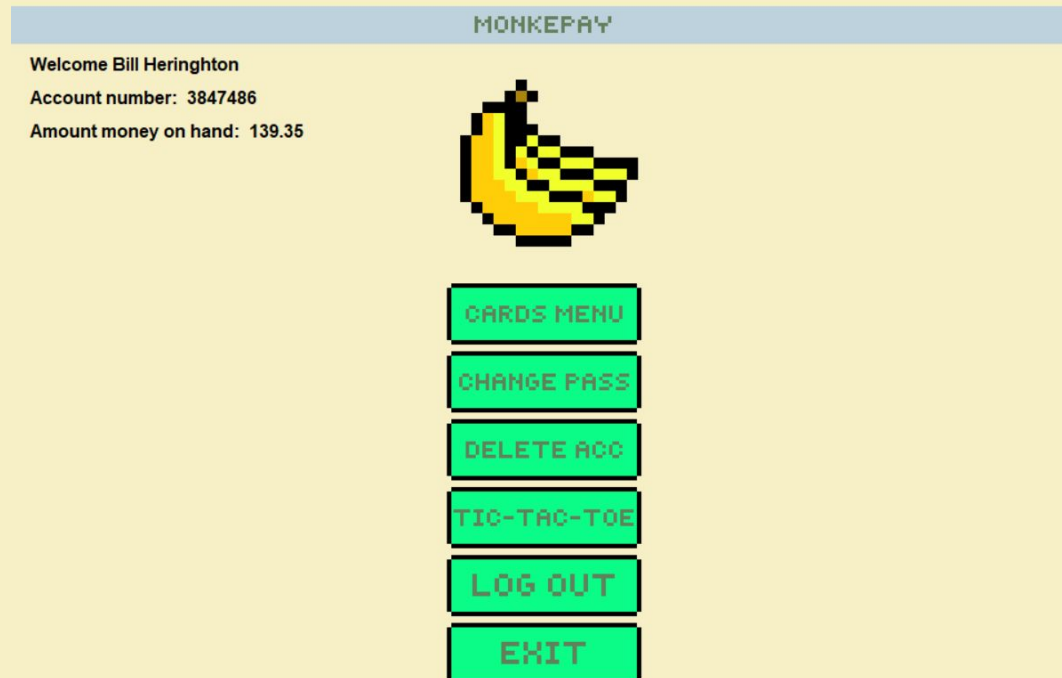 MONKEPAY
Welcome Bill Heringhton
Account number: 3847486
Amount money on hand: 139.35
CARDS MENU
CHANGE PASS
DELETE ACC
TIC-TAC-TOE
LOG OUT
EXIT